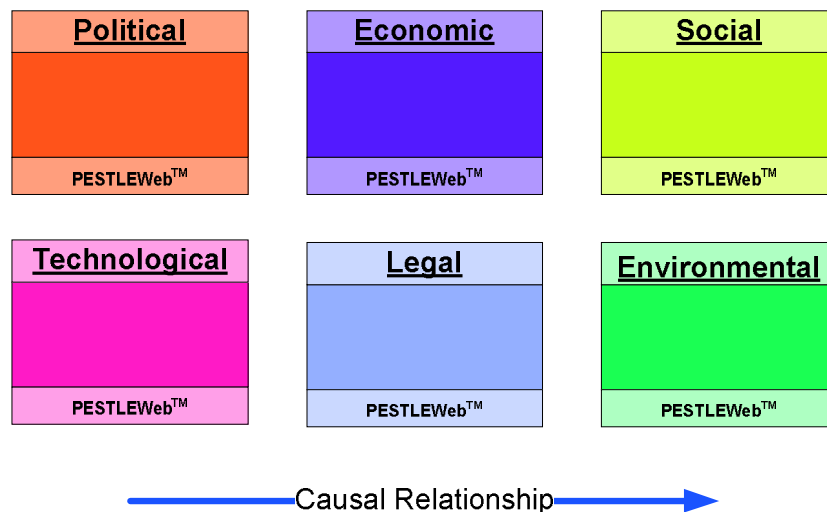 Political
Economic
Social
PESTLEWeb™
PESTLEWeb™
PESTLEWeb™
Technological
Legal
Environmental
PESTLEWeb™
PESTLEWeb™
PESTLEWeb™
Causal Relationship